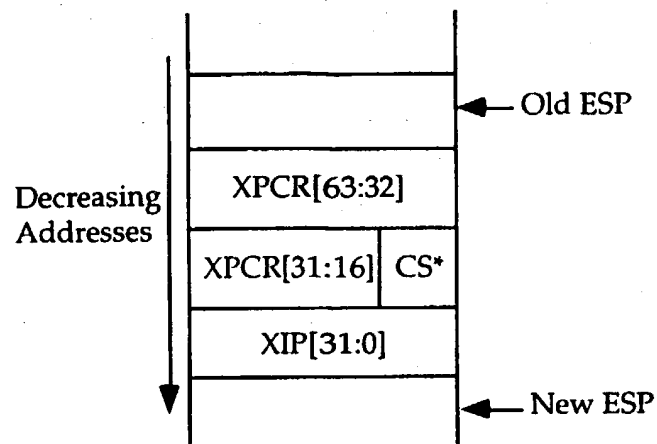 Old ESP
XPCR[63:32]
Decreasing
Addresses
XPCR[31:16] CS*
XIP[31:0]
New ESP